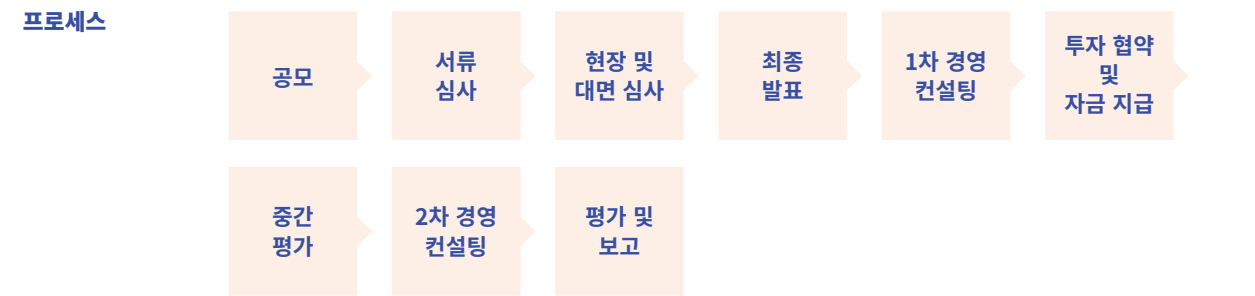 프로세스
공모
서류
심사
현장 및
대면 심사
최종
발표
1차 경영
컨설팅
투자 협약
및
자금 지급
중간
평가
2차 경영
컨설팅
평가 및
보고